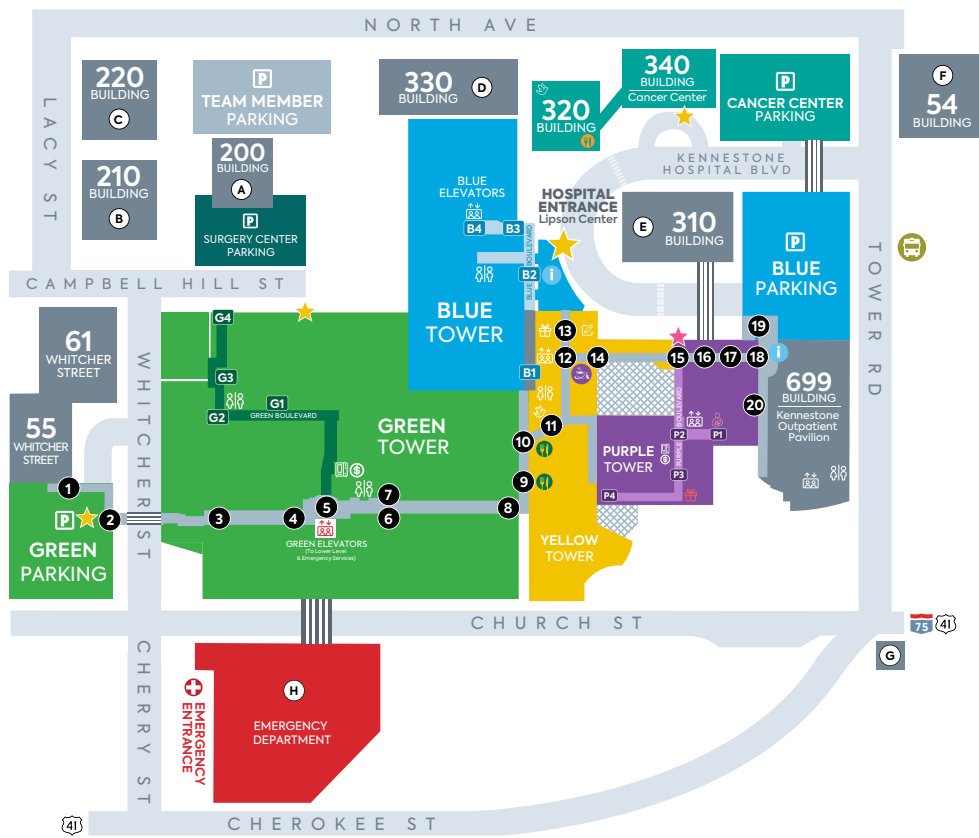 NORTH AVE
LACY ST
220
BUILDING
C
P
TEAM MEMBER
PARKING
330
BUILDING
D
320
BUILDING
340
BUILDING
Cancer Center
P
CANCER CENTER
PARKING
F
54
BUILDING
210
BUILDING
B
200
BUILDING
A
P
SURGERY CENTER
PARKING
KENNESTONE
HOSPITAL BLVD
BLUE
ELEVATORS
B4
B3
HOSPITAL
ENTRANCE
Lipson Center
E
310
BUILDING
P
BLUE
PARKING
TOWER RD
CAMPBELL HILL ST
BLUE BOULEVARD
B2
i
BLUE
TOWER
B1
61
WHITCHER
STREET
55
WHITCHER
STREET
WHITCHER ST
G4
G3
G2
G1
GREEN BOULEVARD
GREEN
TOWER
13
12
14
15
16
17
18
19
i
20
699
BUILDING
Kennestone
Outpatient
Pavilion
11
10
9
8
7
6
5
4
3
2
1
$
PURPLE BOULEVARD
P2
P1
PURPLE
TOWER
$
P3
P4
P
GREEN
PARKING
GREEN ELEVATORS
(To Lower Level
& Emergency Services)
YELLOW
TOWER
CHURCH ST
75
41
G
CHERRY ST
EMERGENCY
ENTRANCE
H
EMERGENCY
DEPARTMENT
41
CHEROKEE ST